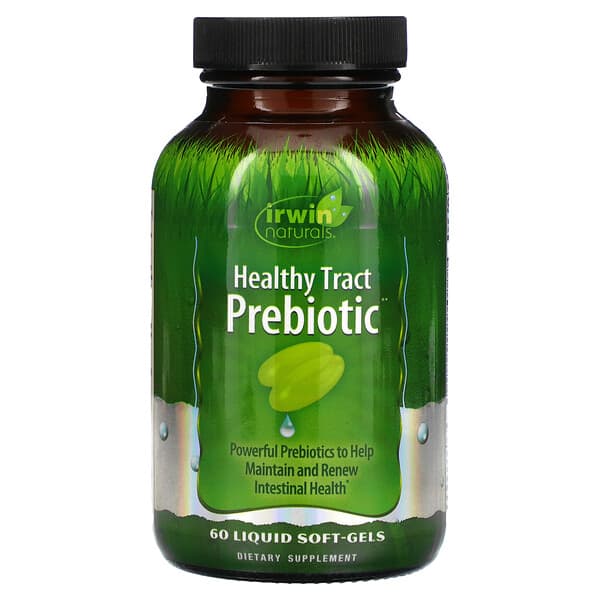 irwin
naturals®
Healthy Tract
Prebiotic**
Powerful Prebiotics to Help
Maintain and Renew
Intestinal Health*
60 LIQUID SOFT-GELS
DIETARY SUPPLEMENT